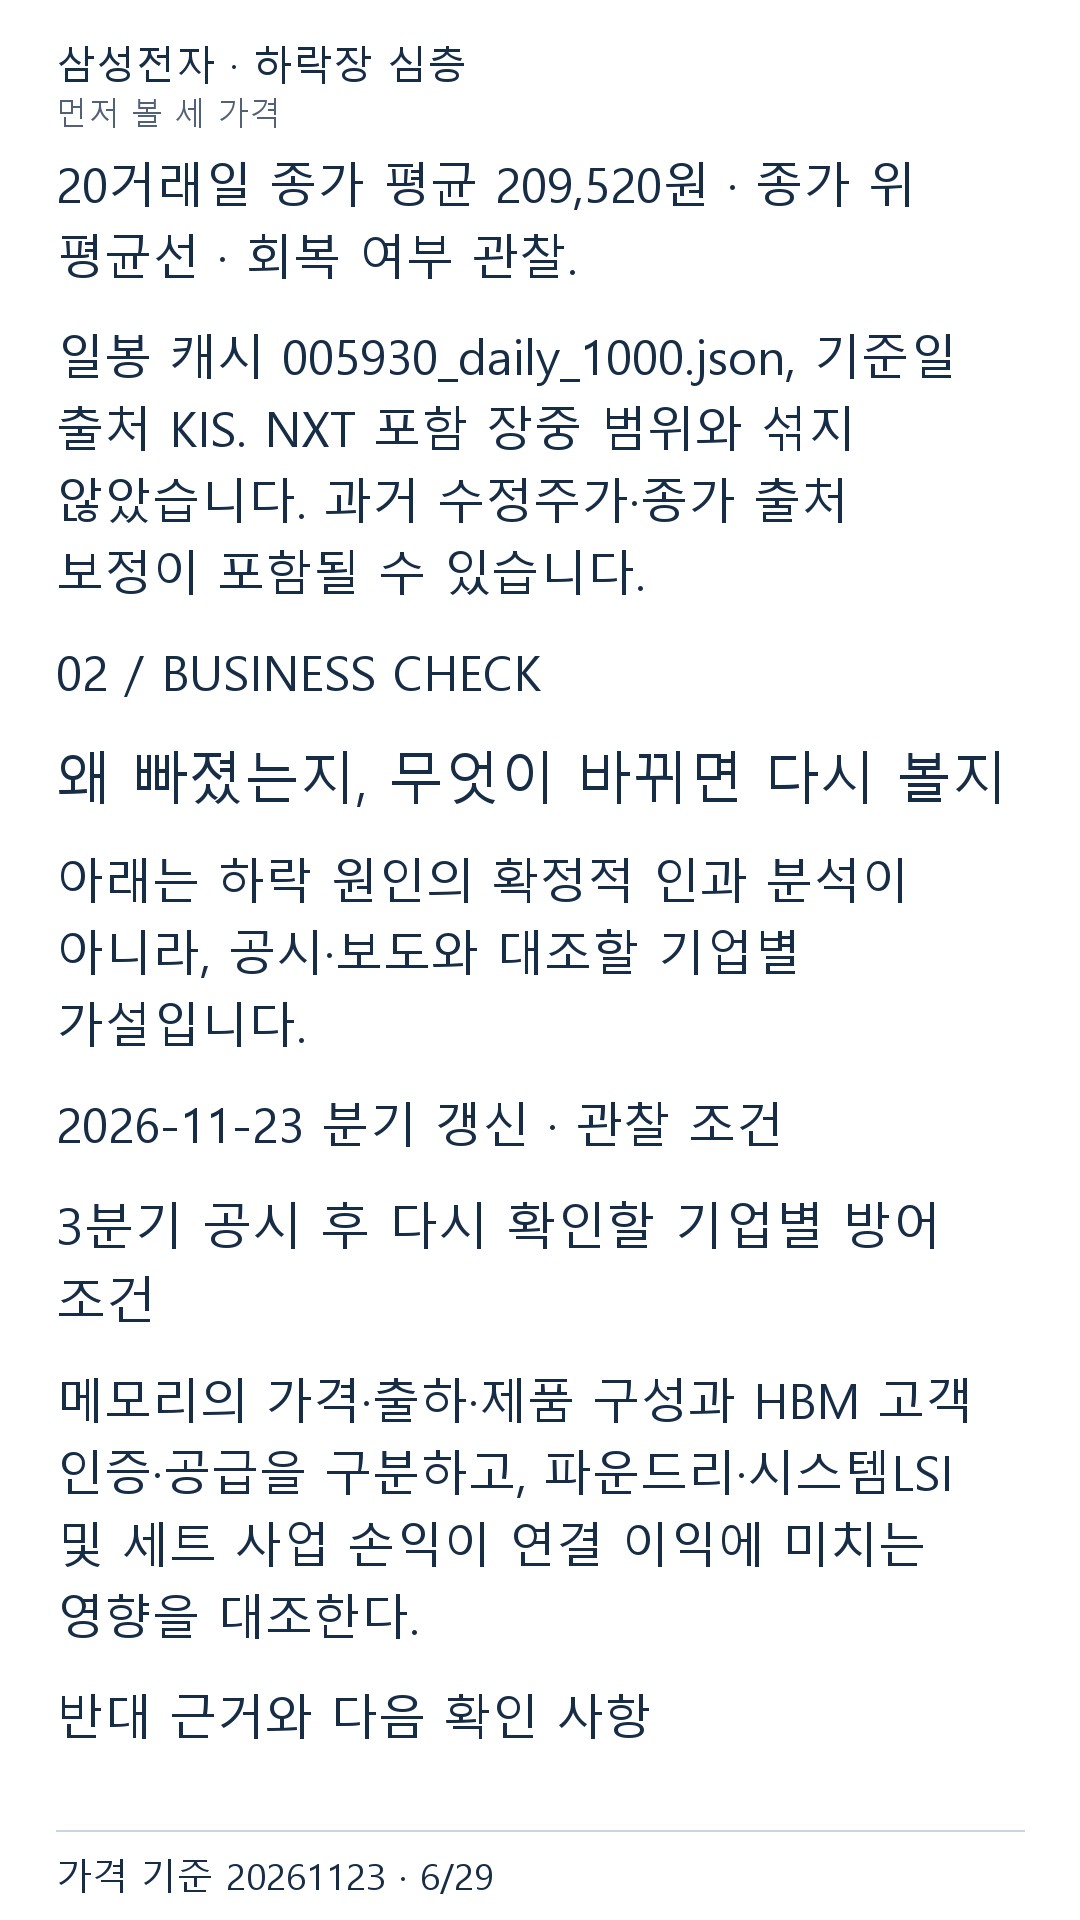 삼성전자 · 하락장 심층
먼저 볼 세 가격
20거래일 종가 평균 209,520원 · 종가 위
평균선 · 회복 여부 관찰.
일봉 캐시 005930_daily_1000.json, 기준일
출처 KIS. NXT 포함 장중 범위와 섞지
않았습니다. 과거 수정주가·종가 출처
보정이 포함될 수 있습니다.
02 / BUSINESS CHECK
왜 빠졌는지, 무엇이 바뀌면 다시 볼지
아래는 하락 원인의 확정적 인과 분석이
아니라, 공시·보도와 대조할 기업별
가설입니다.
2026-11-23 분기 갱신 · 관찰 조건
3분기 공시 후 다시 확인할 기업별 방어
조건
메모리의 가격·출하·제품 구성과 HBM 고객
인증·공급을 구분하고, 파운드리·시스템LSI
및 세트 사업 손익이 연결 이익에 미치는
영향을 대조한다.
반대 근거와 다음 확인 사항
가격 기준 20261123 · 6/29